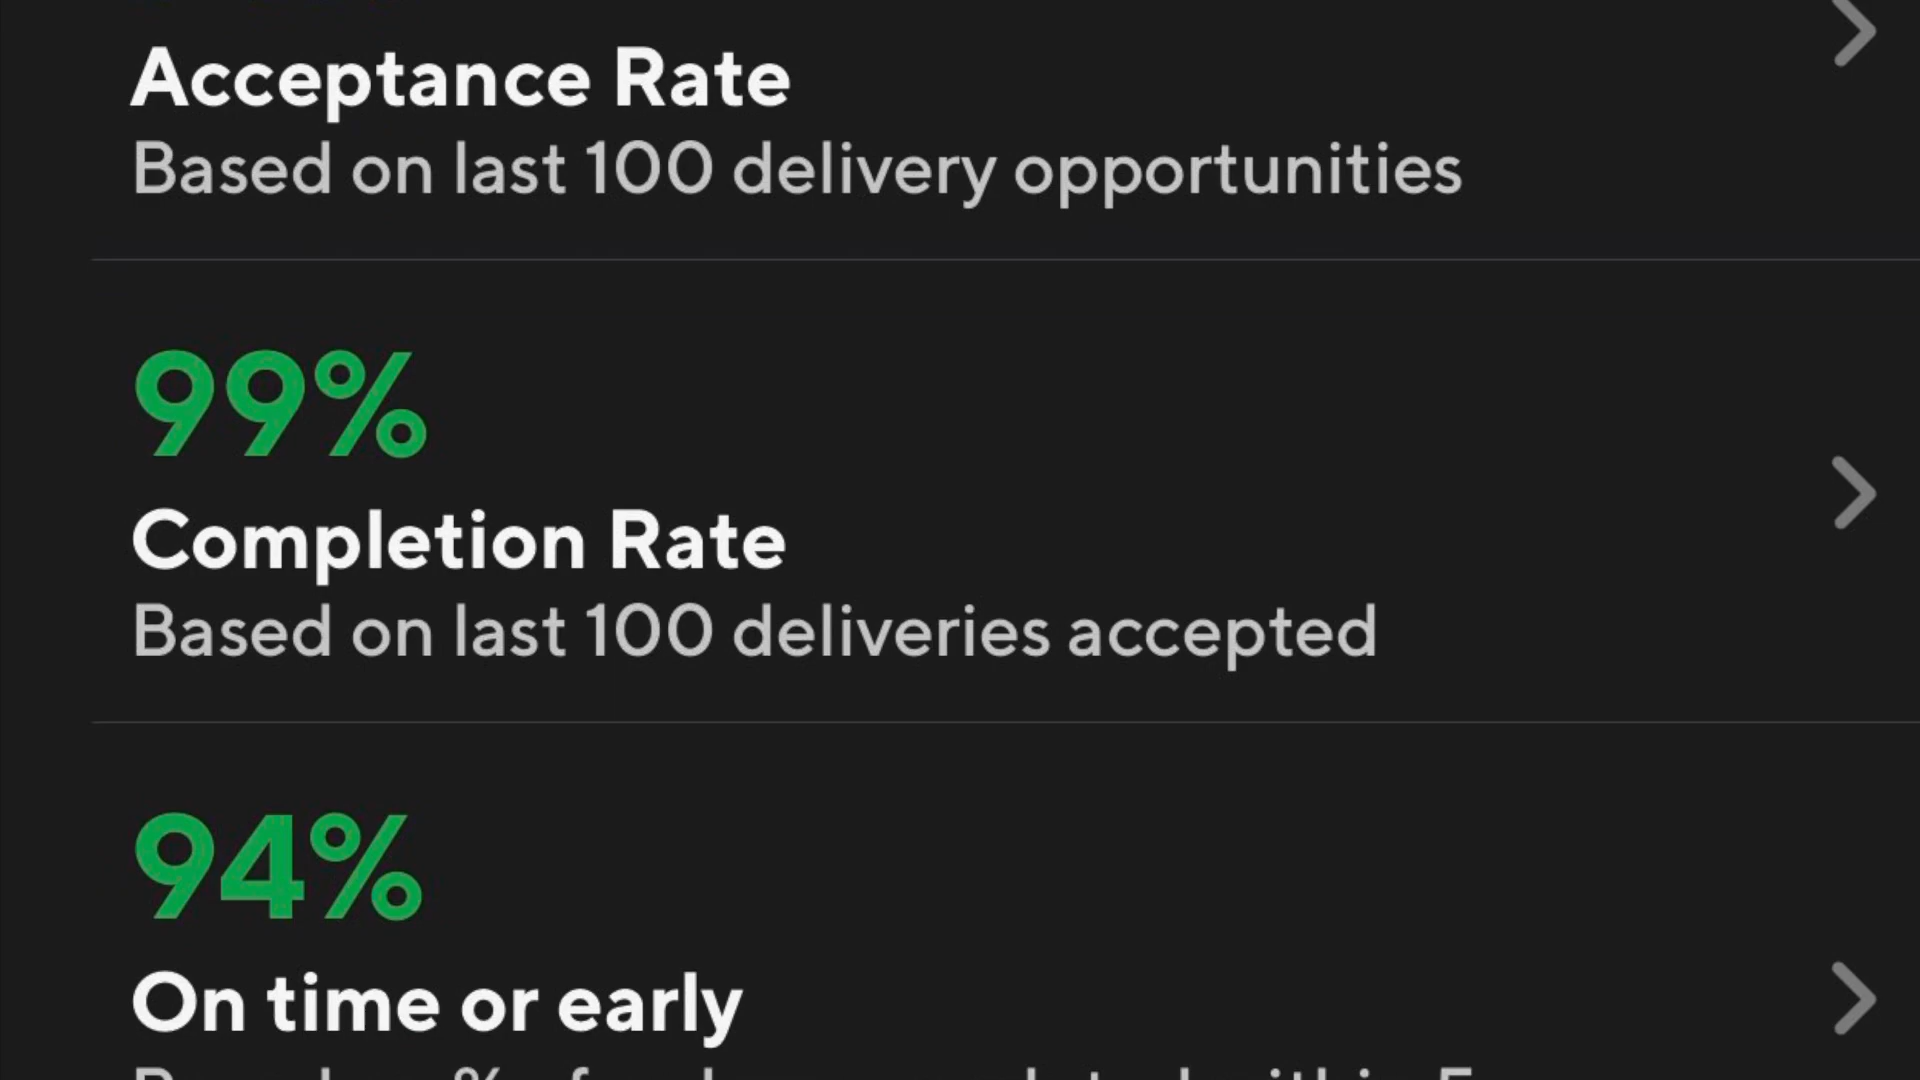 Acceptance Rate
Based on last 100 delivery opportunities
99%
Completion Rate
Based on last 100 deliveries accepted
94%
On time or early